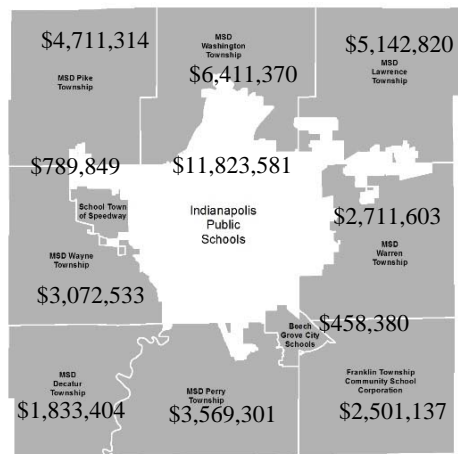 $4,711,314
MSD Pike
Township
MSD
Washington
Township
$6,411,370
$5,142,820
MSD
Lawrence
Township
$789,849
School Town
of Speedway
$11,823,581
Indianapolis
Public
Schools
$2,711,603
MSD
Warren
Township
MSD Wayne
Township
$3,072,533
$458,380
Beech
Grove City
Schools
MSD
Decatur
Township
$1,833,404
MSD Perry
Township
$3,569,301
Franklin Township
Community School
Corporation
$2,501,137